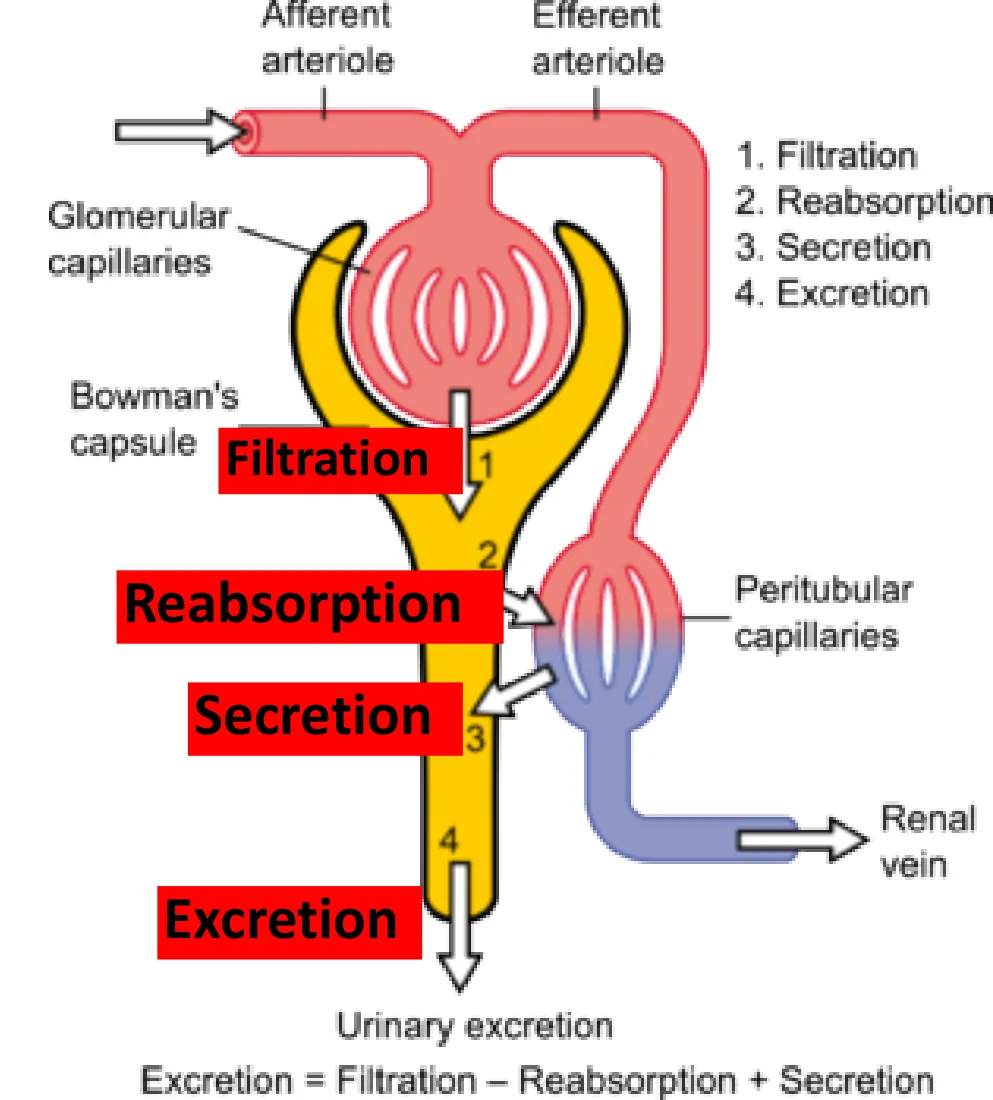 Afferent
arteriole
Efferent
arteriole
1. Filtration
2. Reabsorption
3. Secretion
4. Excretion
Glomerular
capillaries
Bowman's
capsule
Filtration
1
2
Reabsorption
Peritubular
capillaries
Secretion
3
4
Renal
vein
Excretion
Urinary excretion
Excretion = Filtration – Reabsorption + Secretion